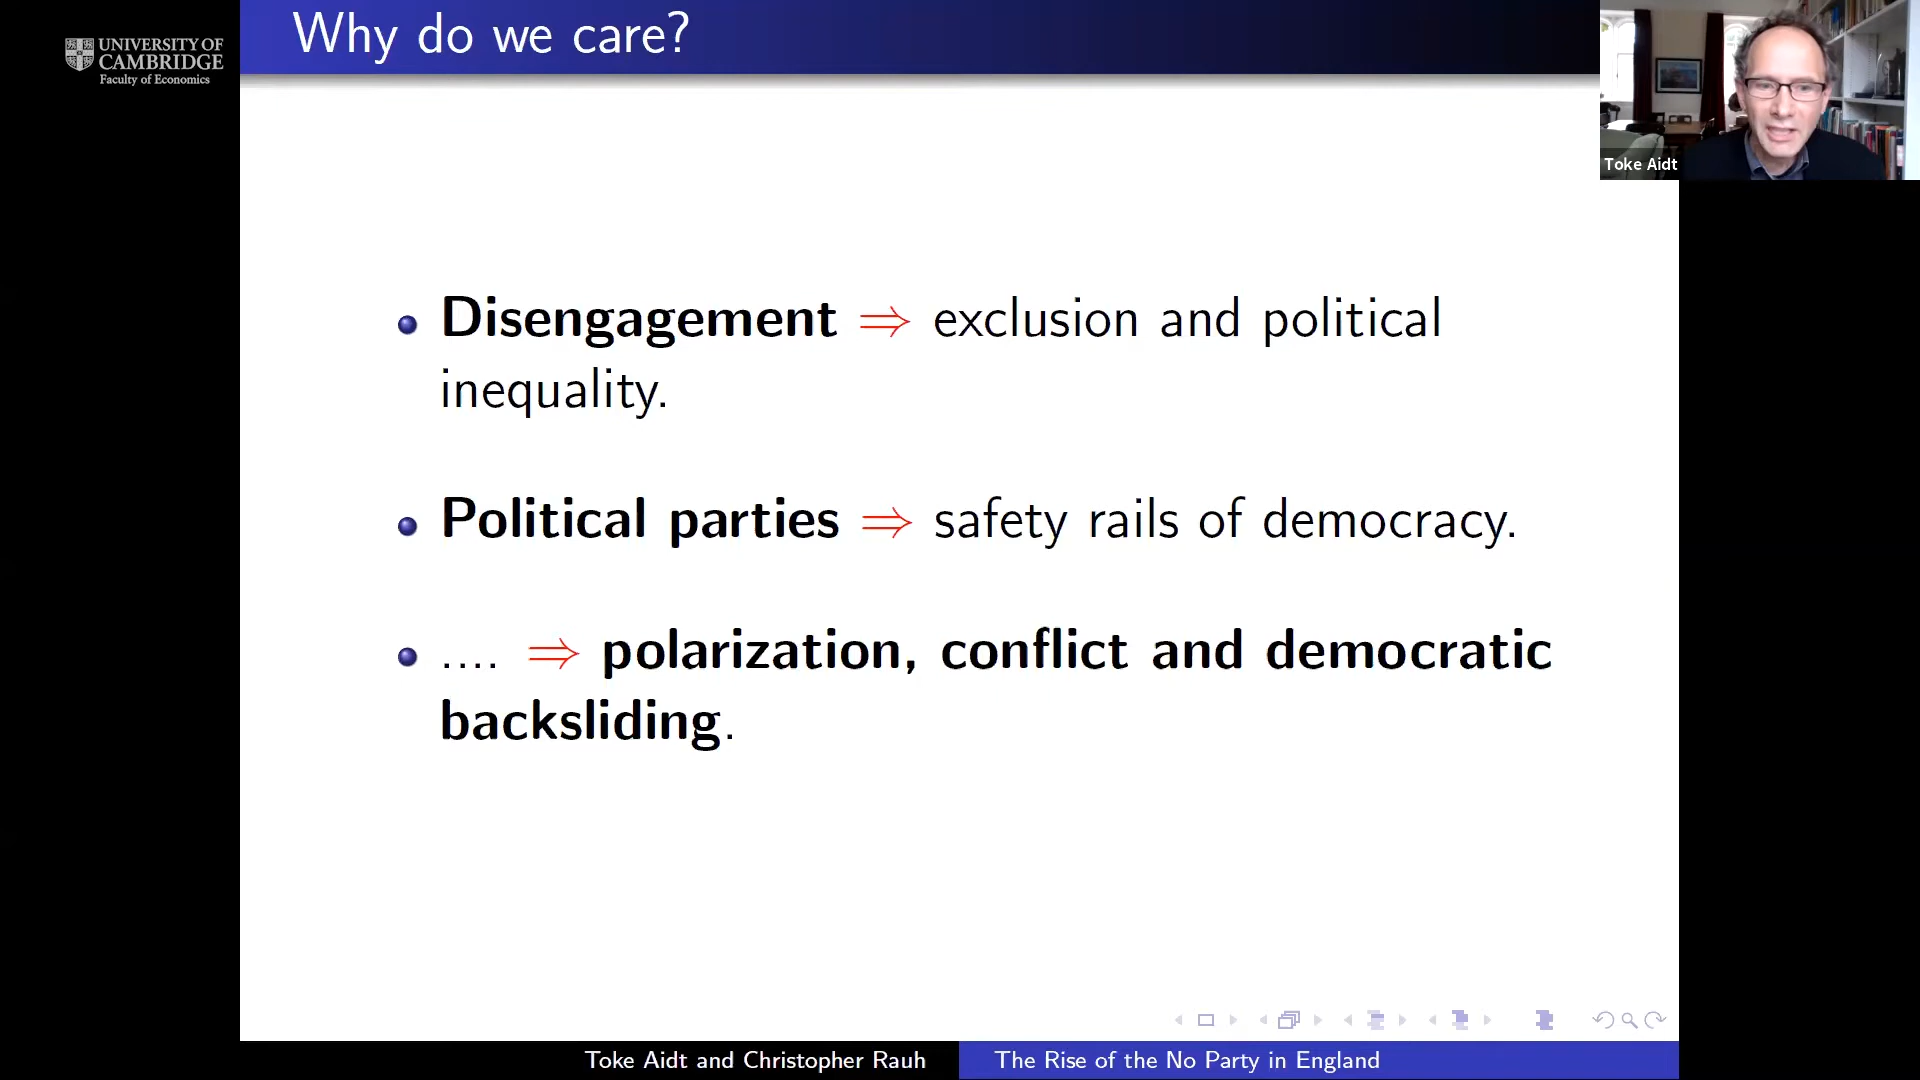 Why do we care?
UNIVERSITY OF
CAMBRIDGE
Faculty of Economics
Toke Aidt
Disengagement ⇒ exclusion and political
inequality.
Political parties ⇒ safety rails of democracy.
.... ⇒ polarization, conflict and democratic
backsliding.
Toke Aidt and Christopher Rauh
The Rise of the No Party in England